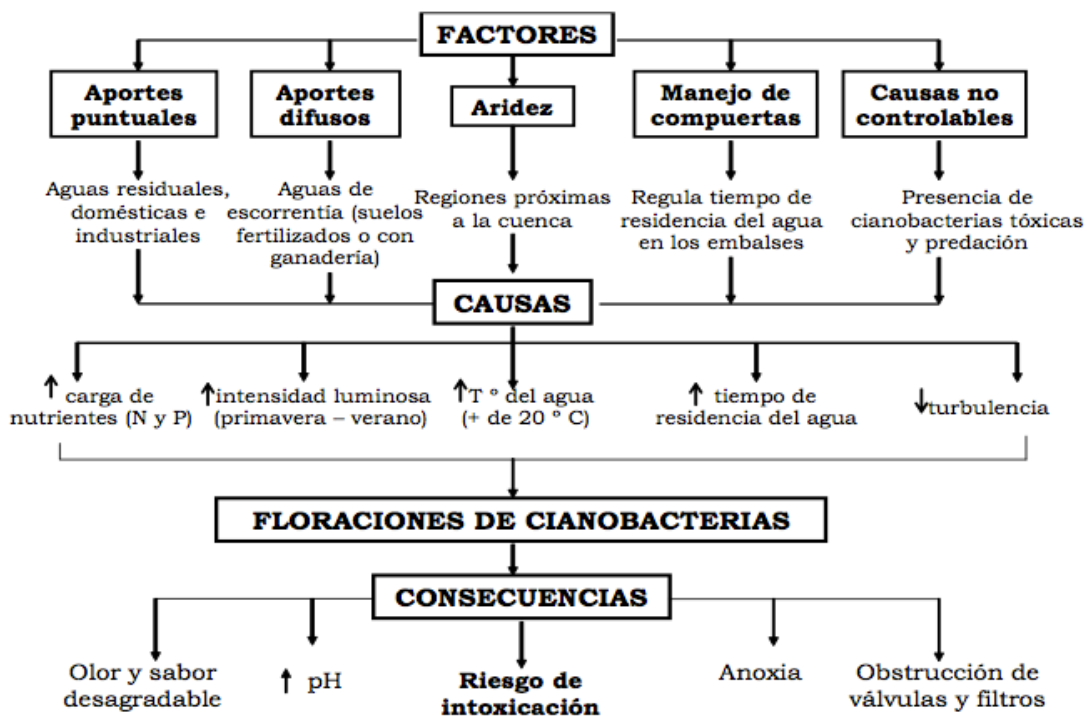 FACTORES
Aportes
puntuales
Aportes
difusos
Aridez
Manejo de
compuertas
Causas no
controlables
Aguas residuales,
domésticas e
industriales
Aguas de
escorrentía (suelos
fertilizados o con
ganadería)
Regiones próximas
a la cuenca
Regula tiempo de
residencia del agua
en los embalses
Presencia de
cianobacterias tóxicas
y predación
CAUSAS
↑ carga de
nutrientes (N y P)
↑intensidad luminosa
(primavera – verano)
↑T º del agua
(+ de 20 º C)
↑ tiempo de
residencia del agua
↓turbulencia
FLORACIONES DE CIANOBACTERIAS
CONSECUENCIAS
Olor y sabor
desagradable
↑ pH
Riesgo de
intoxicación
Anoxia
Obstrucción de
válvulas y filtros